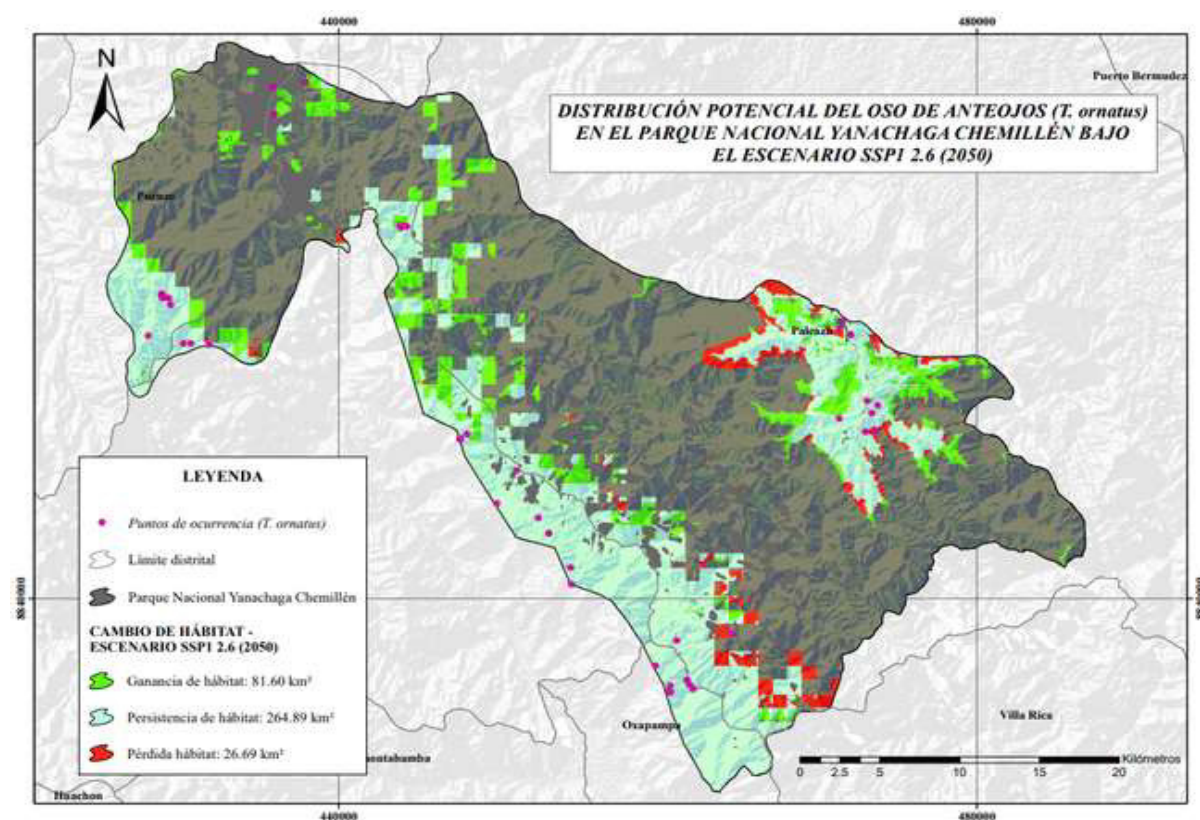 440000
480000
N
Puerto Bermudez
DISTRIBUCIÓN POTENCIAL DEL OSO DE ANTEOJOS (T. ornatus)
EN EL PARQUE NACIONAL YANACHAGA CHEMILLÉN BAJO
EL ESCENARIO SSP1 2.6 (2050)
Pozuzo
Palcazu
LEYENDA
Puntos de ocurrencia (T. ornatus)
Límite distrital
Parque Nacional Yanachaga Chemillén
CAMBIO DE HÁBITAT -
ESCENARIO SSP1 2.6 (2050)
Ganancia de hábitat: 81.60 km²
Persistencia de hábitat: 264.89 km²
Pérdida hábitat: 26.69 km²
8840000
Oxapampa
Villa Rica
ontabamba
Huachon
0 2.5 5 10 15 20 Kilómetros
440000
480000